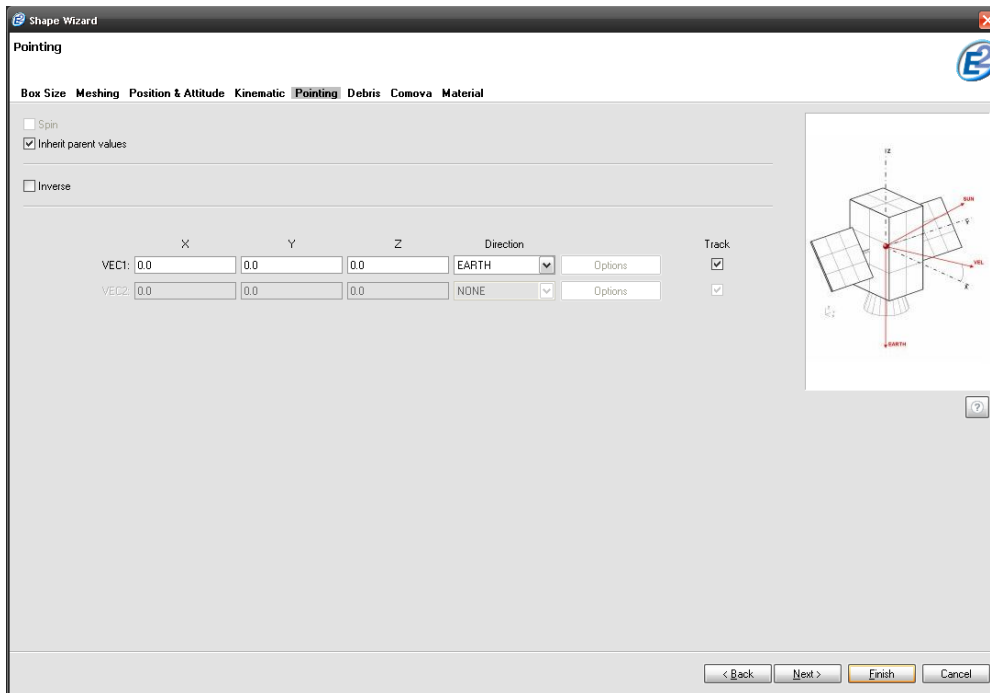 Shape Wizard
Pointing
Box Size Meshing Position & Attitude Kinematic Pointing Debris Comova Material
Spin
Inherit parent values
Inverse
X Y Z Direction Track
VEC1: 0.0 0.0 0.0 EARTH Options
VEC2: 0.0 0.0 0.0 NONE Options
SUN
VEL
EARTH
< Back Next > Finish Cancel